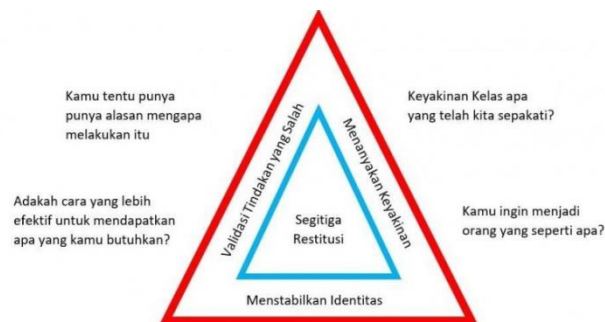 Kamu tentu punya
punya alasan mengapa
melakukan itu
Adakah cara yang lebih
efektif untuk mendapatkan
apa yang kamu butuhkan?
Validasi Tindakan yang Salah
Segitiga
Restitusi
Menanyakan Keyakinan
Menstabilkan Identitas
Keyakinan Kelas apa
yang telah kita sepakati?
Kamu ingin menjadi
orang yang seperti apa?